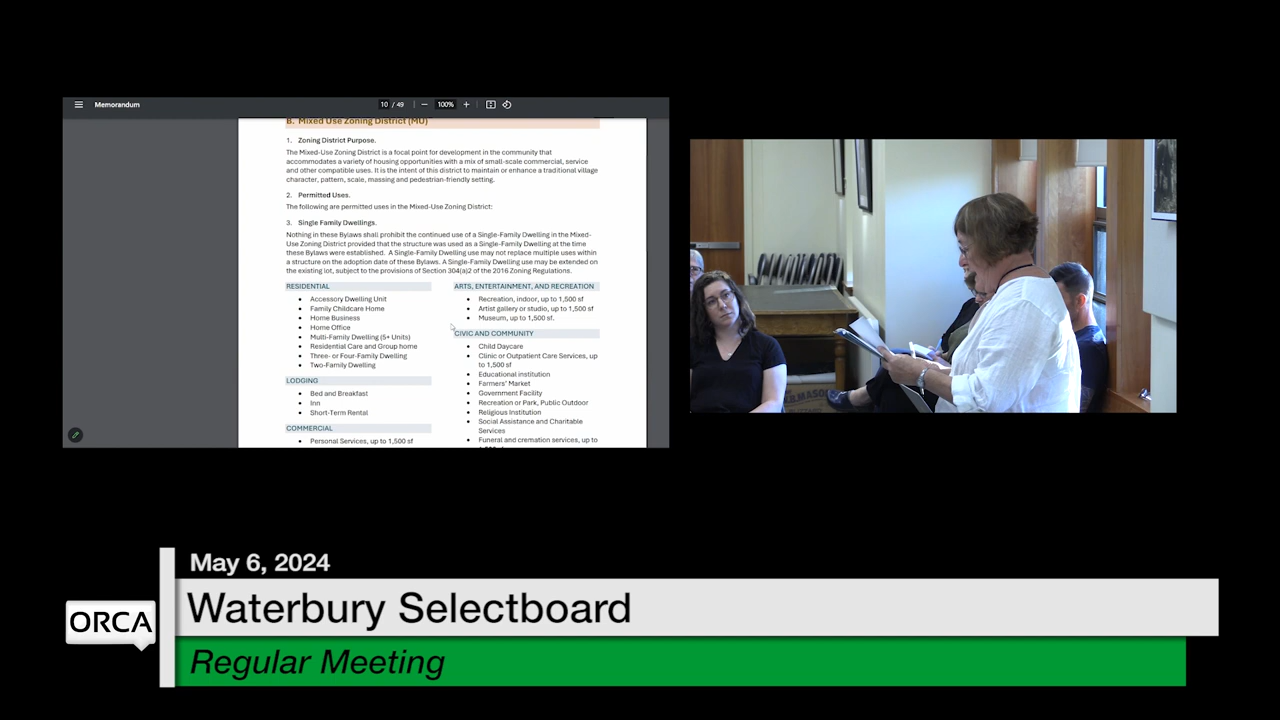 Memorandum
10 / 49
100%
B. Mixed Use Zoning District (MU)
1. Zoning District Purpose.
The Mixed-Use Zoning District is a focal point for development in the community that
accommodates a variety of housing opportunities with a mix of small-scale commercial, service
and other compatible uses. It is the intent of this district to maintain or enhance a traditional village
character, pattern, scale, massing and pedestrian-friendly setting.
2. Permitted Uses.
The following are permitted uses in the Mixed-Use Zoning District:
3. Single Family Dwellings.
Nothing in these Bylaws shall prohibit the continued use of a Single-Family Dwelling in the Mixed-
Use Zoning District provided that the structure was used as a Single-Family Dwelling at the time
these Bylaws were established. A Single-Family Dwelling use may not replace multiple uses within
a structure on the adoption date of these Bylaws. A Single-Family Dwelling use may be extended on
the existing lot, subject to the provisions of Section 304(a)2 of the 2016 Zoning Regulations.
RESIDENTIAL
• Accessory Dwelling Unit
• Family Childcare Home
• Home Business
• Home Office
• Multi-Family Dwelling (5+ Units)
• Residential Care and Group home
• Three- or Four-Family Dwelling
• Two-Family Dwelling
LODGING
• Bed and Breakfast
• Inn
• Short-Term Rental
COMMERCIAL
• Personal Services, up to 1,500 sf
ARTS, ENTERTAINMENT, AND RECREATION
• Recreation, indoor, up to 1,500 sf
• Artist gallery or studio, up to 1,500 sf
• Museum, up to 1,500 sf.
CIVIC AND COMMUNITY
• Child Daycare
• Clinic or Outpatient Care Services, up
to 1,500 sf
• Educational institution
• Farmers' Market
• Government Facility
• Recreation or Park, Public Outdoor
• Religious Institution
• Social Assistance and Charitable
Services
• Funeral and cremation services, up to
May 6, 2024
ORCA
Waterbury Selectboard
Regular Meeting